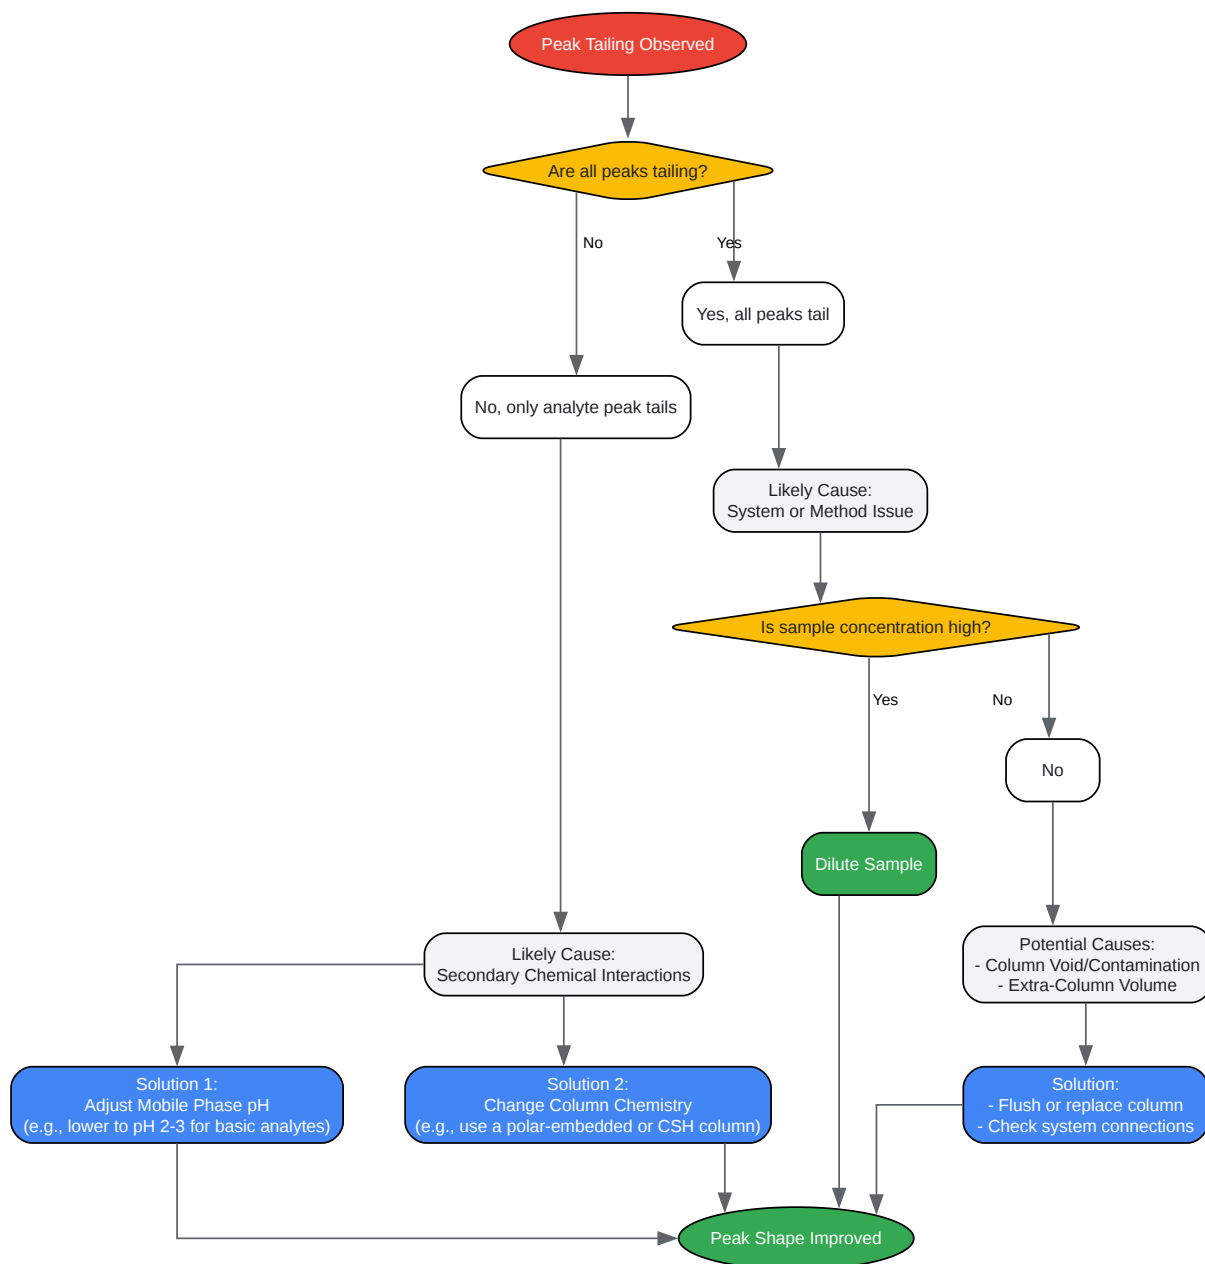 Peak Tailing Observed
Are all peaks tailing?
No
Yes
Yes, all peaks tail
No, only analyte peak tails
Likely Cause:
System or Method Issue
Is sample concentration high?
Yes
No
No
Dilute Sample
Likely Cause:
Secondary Chemical Interactions
Potential Causes:
- Column Void/Contamination
- Extra-Column Volume
Solution 1:
Adjust Mobile Phase pH
(e.g., lower to pH 2-3 for basic analytes)
Solution 2:
Change Column Chemistry
(e.g., use a polar-embedded or CSH column)
Solution:
- Flush or replace column
- Check system connections
Peak Shape Improved